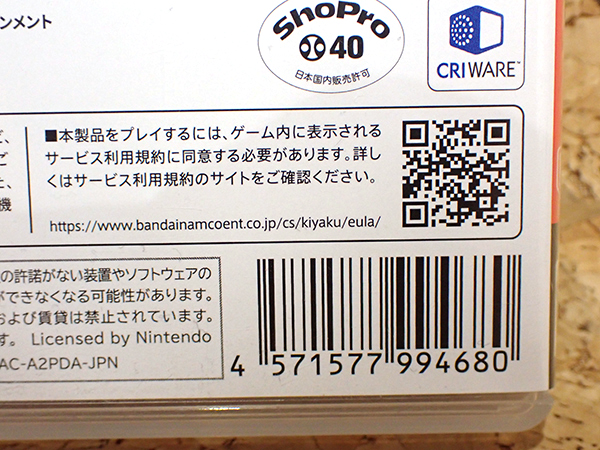 ンメント
ShoPro
40
日本国内販売許可
CRIWARE™
■本製品をプレイするには、ゲーム内に表示される
サービス利用規約に同意する必要があります。詳し
くはサービス利用規約のサイトをご確認ください。
https://www.bandainamcoent.co.jp/cs/kiyaku/eula/
ご
た、
機
の許諾がない装置やソフトウェアの
ができなくなる可能性があります。
および賃貸は禁止されています。
す。 Licensed by Nintendo
AC-A2PDA-JPN
4 571577 994680